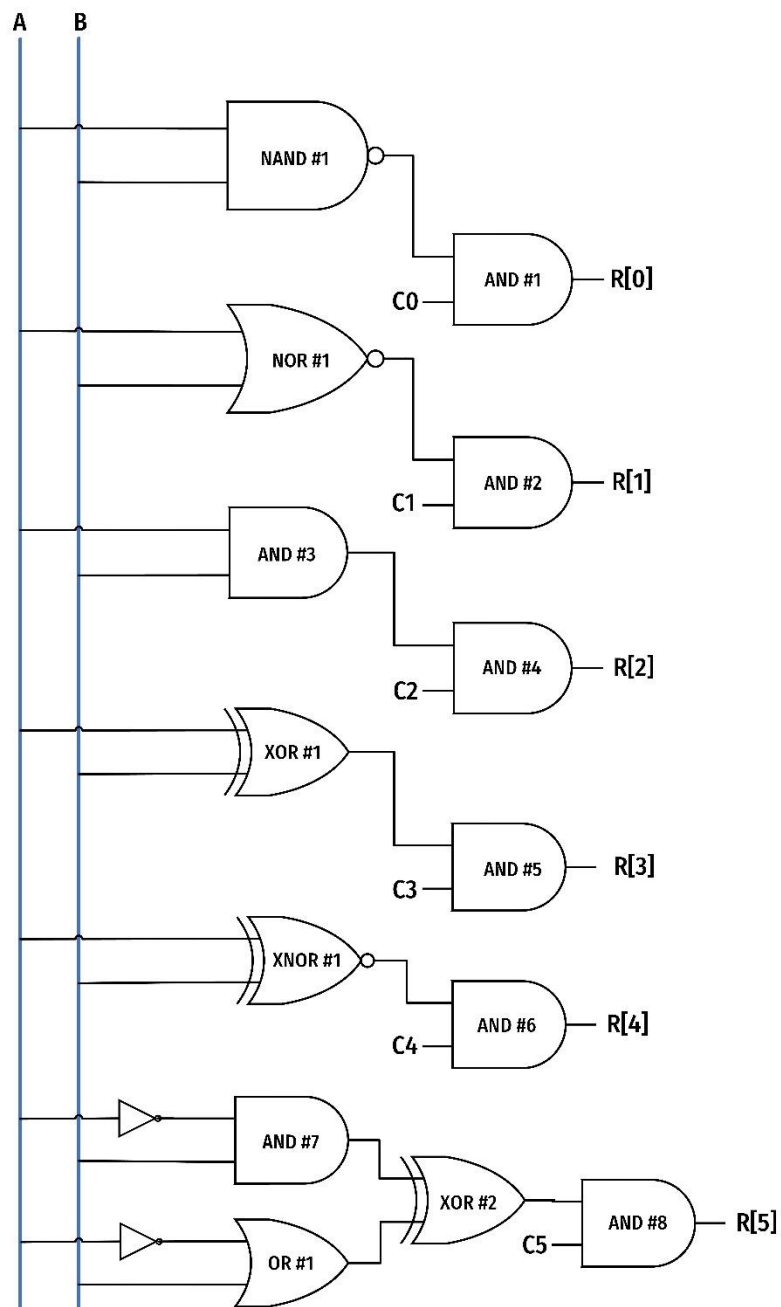 A B
NAND #1
AND #1
R[0]
C0
NOR #1
AND #2
R[1]
C1
AND #3
AND #4
R[2]
C2
XOR #1
AND #5
R[3]
C3
XNOR #1
AND #6
R[4]
C4
AND #7
XOR #2
AND #8
R[5]
C5
OR #1